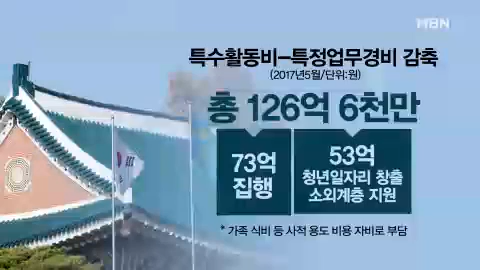 MBN
특수활동비-특정업무경비 감축
(2017년5월/단위:원)
총 126억 6천만
73억
집행
53억
청년일자리 창출
소외계층 지원
* 가족 식비 등 사적 용도 비용 자비로 부담